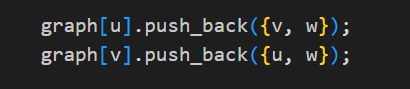 graph[u].push_back({v, w});
graph[v].push_back({u, w});